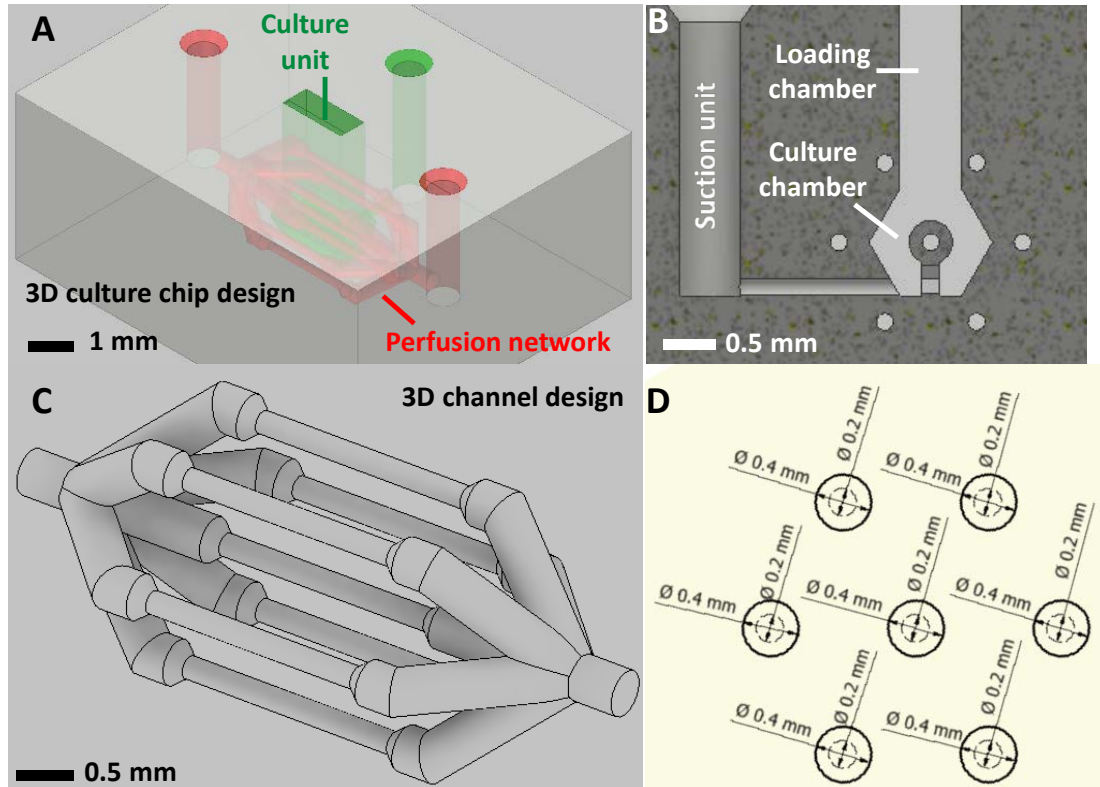 A
Culture
unit
3D culture chip design
1 mm
Perfusion network
B
Loading
chamber
Suction unit
Culture
chamber
0.5 mm
C
3D channel design
0.5 mm
D
Ø 0.2 mm
Ø 0.2 mm
Ø 0.4 mm
Ø 0.4 mm
Ø 0.2 mm
Ø 0.2 mm
Ø 0.2 mm
Ø 0.4 mm
Ø 0.4 mm
Ø 0.4 mm
Ø 0.2 mm
Ø 0.2 mm
Ø 0.4 mm
Ø 0.4 mm